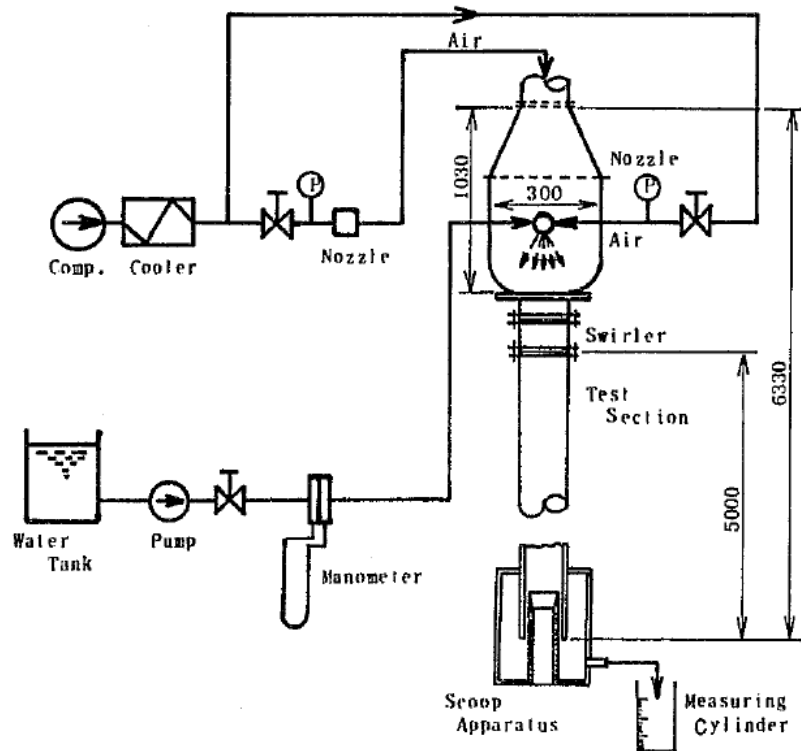 Air
P
Nozzle
P
1030
300
Comp.
Cooler
Nozzle
Air
Swirler
Test
Section
6330
5000
Water
Tank
Pump
Manometer
Scoop
Apparatus
Measuring
Cylinder